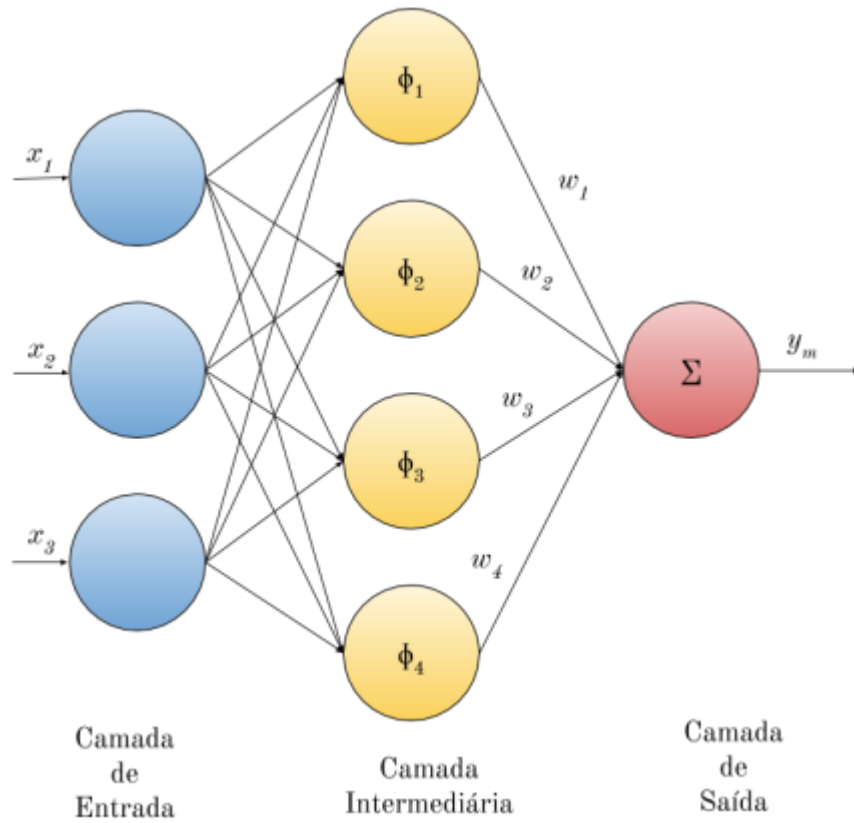 ϕ₁
x₁
w₁
ϕ₂
w₂
x₂
y_m
Σ
w₃
ϕ₃
x₃
w₄
ϕ₄
Camada
de
Entrada
Camada
Intermediária
Camada
de
Saída